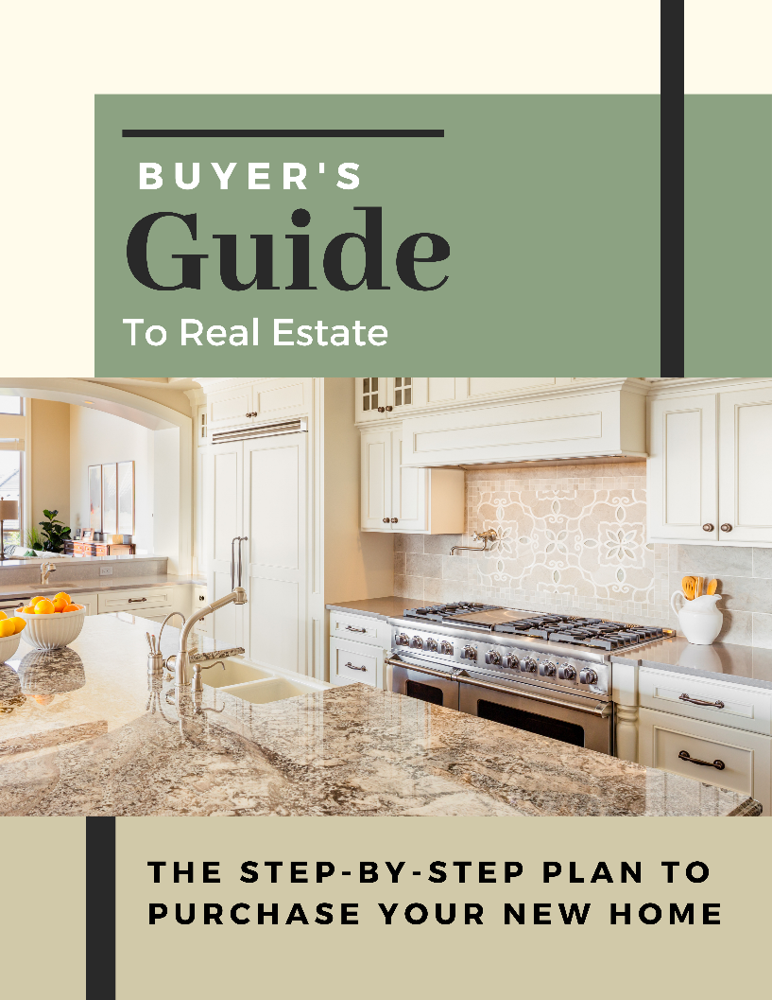 BUYER'S
Guide
To Real Estate
THE STEP-BY-STEP PLAN TO
PURCHASE YOUR NEW HOME